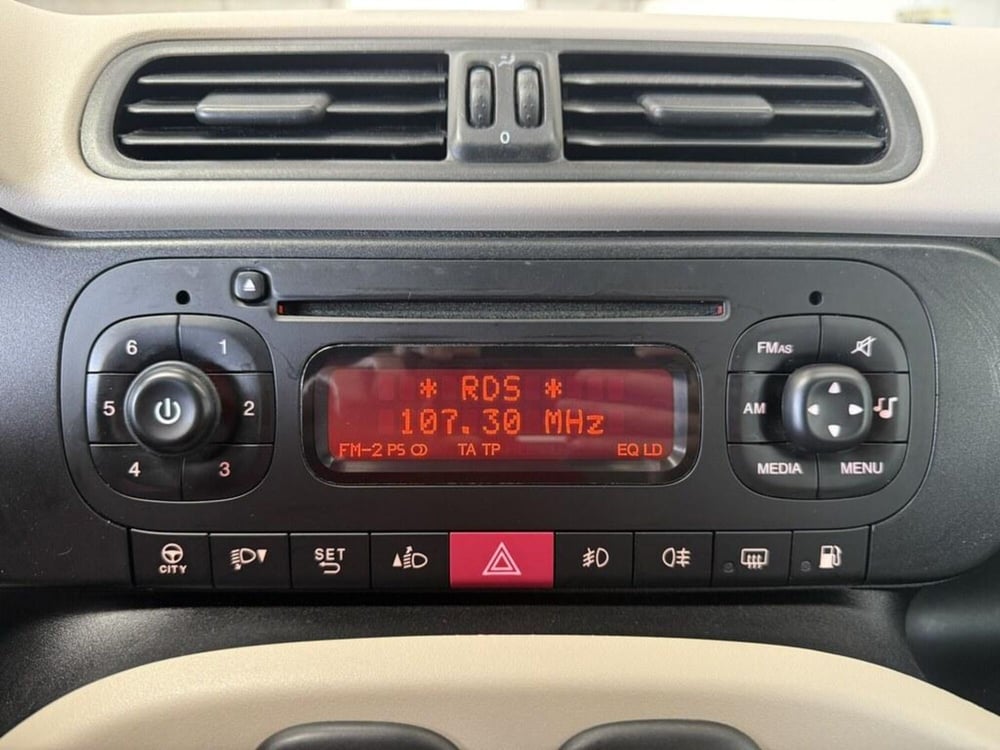 0
6 1
5 2
4 3
* RDS *
107.30 MHz
FM-2 PS TA TP EQ LD
FMAS
AM
MEDIA MENU
CITY
SET